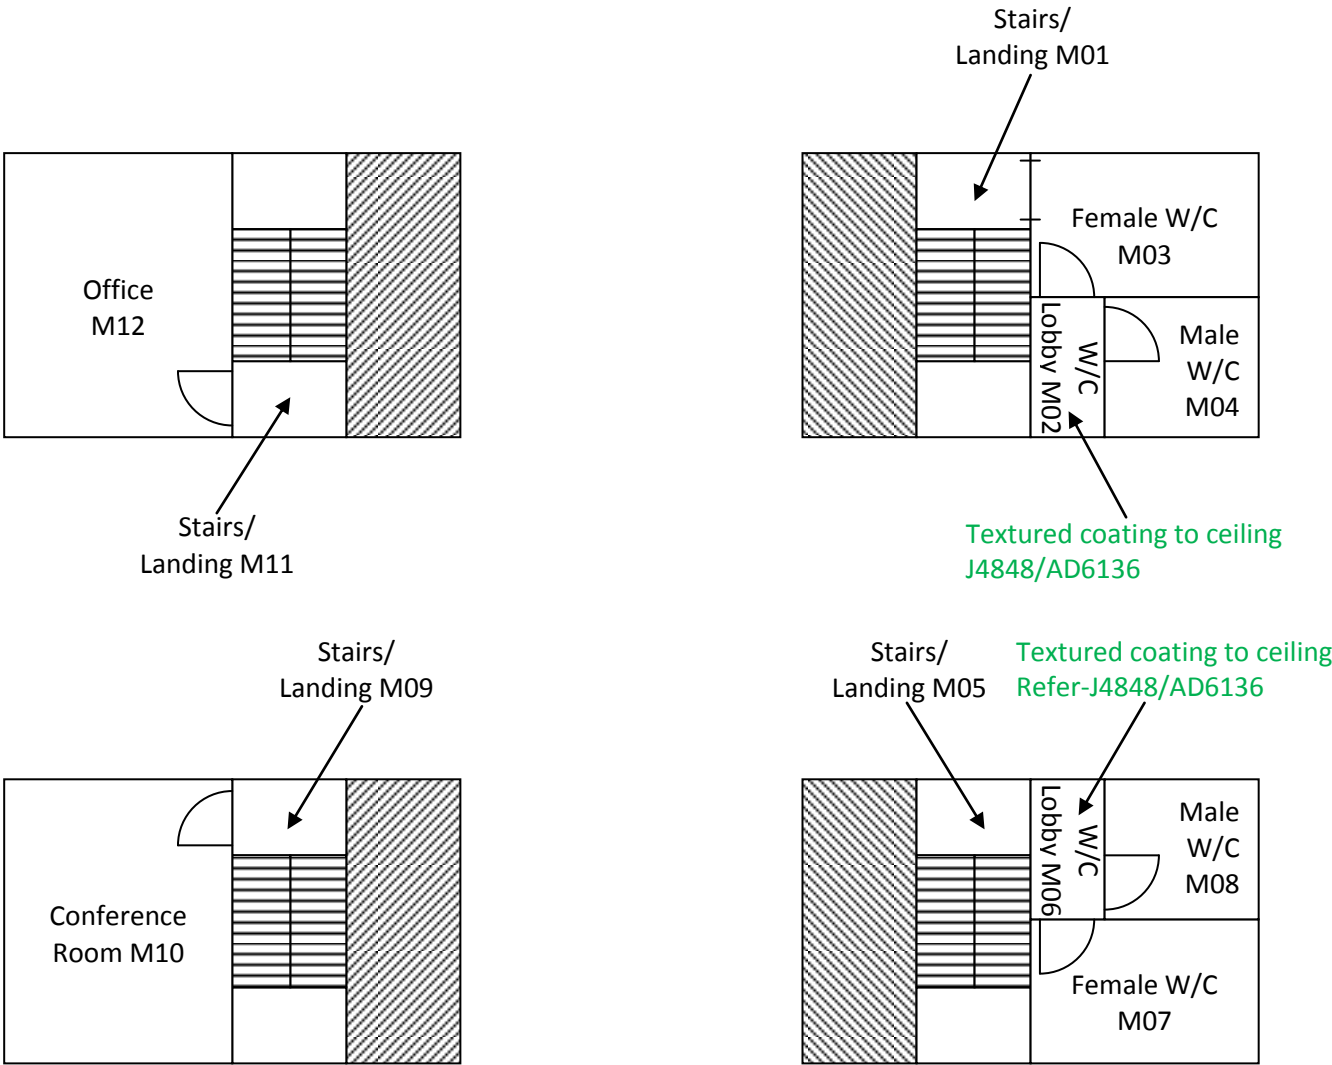 Stairs/
Landing M01
Office
M12
Female W/C
M03
W/C
Lobby M02
Male
W/C
M04
Stairs/
Landing M11
Textured coating to ceiling
J4848/AD6136
Stairs/
Landing M09
Stairs/
Landing M05
Textured coating to ceiling
Refer-J4848/AD6136
Conference
Room M10
W/C
Lobby M06
Male
W/C
M08
Female W/C
M07